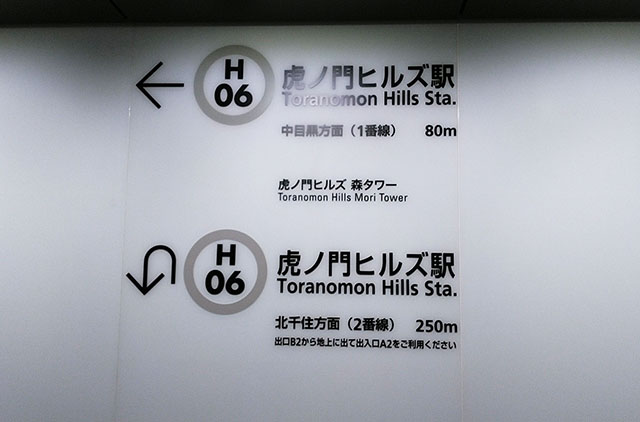 H
06
虎ノ門ヒルズ駅
Toranomon Hills Sta.
中目黒方面（1番線） 80m
虎ノ門ヒルズ 森タワー
Toranomon Hills Mori Tower
H
06
虎ノ門ヒルズ駅
Toranomon Hills Sta.
北千住方面（2番線） 250m
出口B2から地上に出て出入口A2をご利用ください